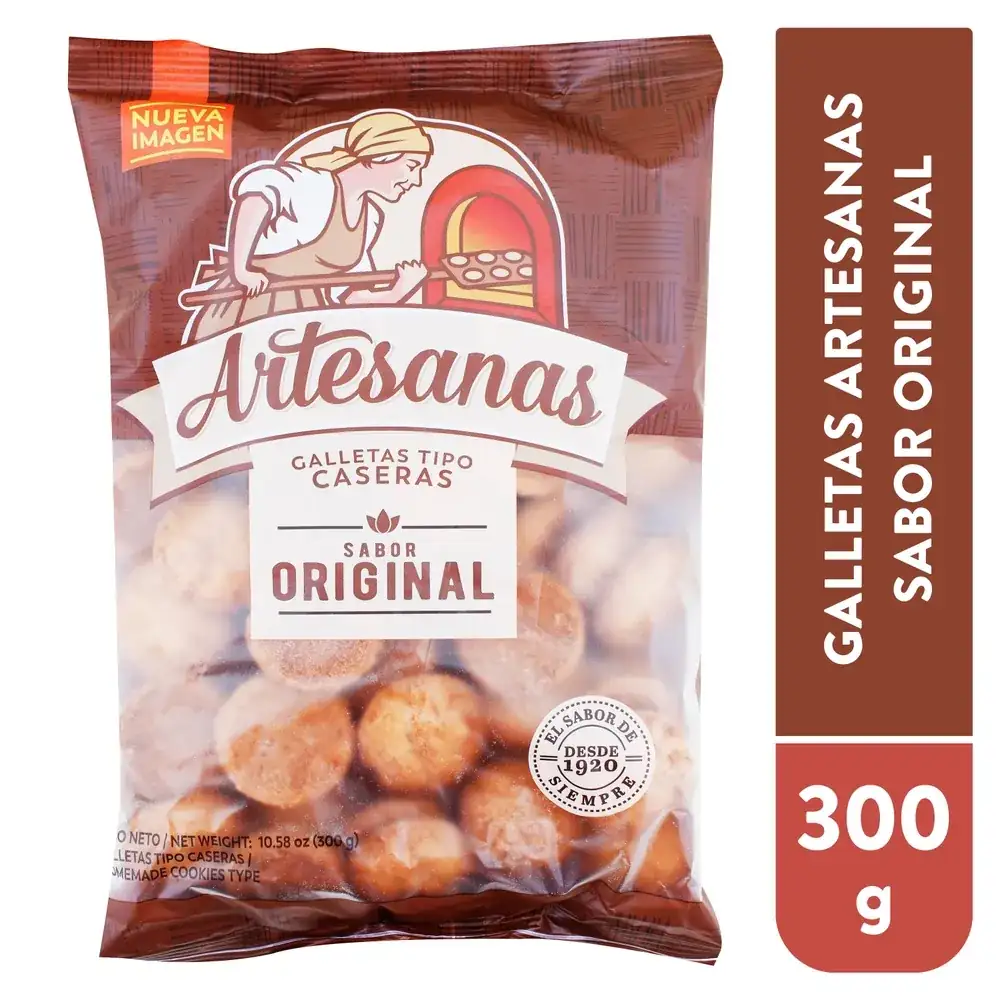 NUEVA
IMAGEN
Artesanas
GALLETAS TIPO
CASERAS
SABOR
ORIGINAL
EL SABOR DE
DESDE
1920
SIEMPRE
O NETO / NET WEIGHT: 10.58 oz (300 g)
LLETAS TIPO CASERAS /
OMEMADE COOKIES TYPE
GALLETAS ARTESANAS
SABOR ORIGINAL
300
g